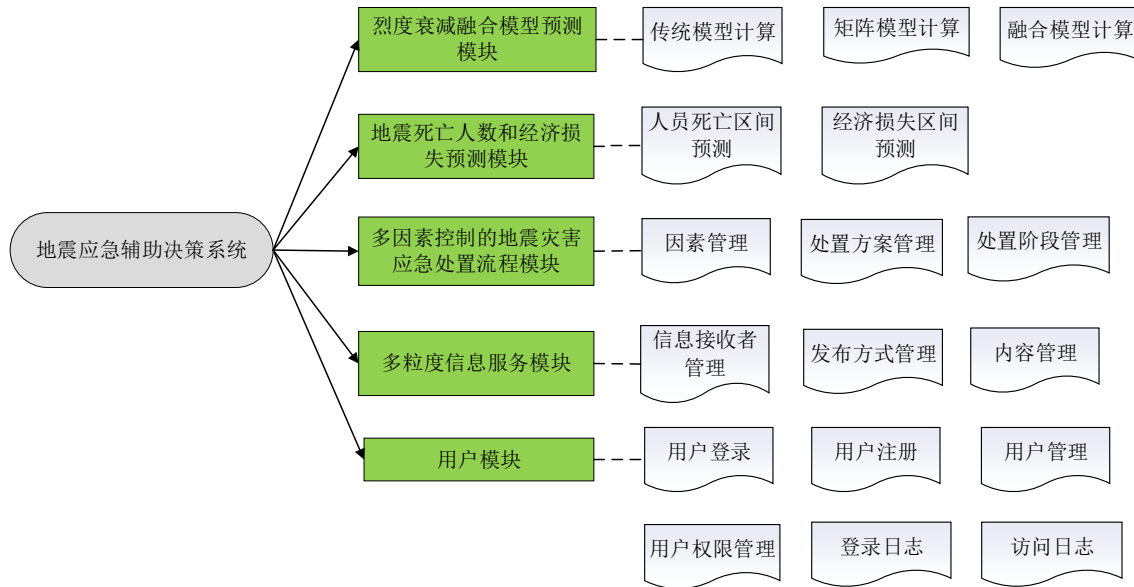 烈度衰减融合模型预测
模块
传统模型计算
矩阵模型计算
融合模型计算
地震死亡人数和经济损
失预测模块
人员死亡区间
预测
经济损失区间
预测
地震应急辅助决策系统
多因素控制的地震灾害
应急处置流程模块
因素管理
处置方案管理
处置阶段管理
多粒度信息服务模块
信息接收者
管理
发布方式管理
内容管理
用户模块
用户登录
用户注册
用户管理
用户权限管理
登录日志
访问日志